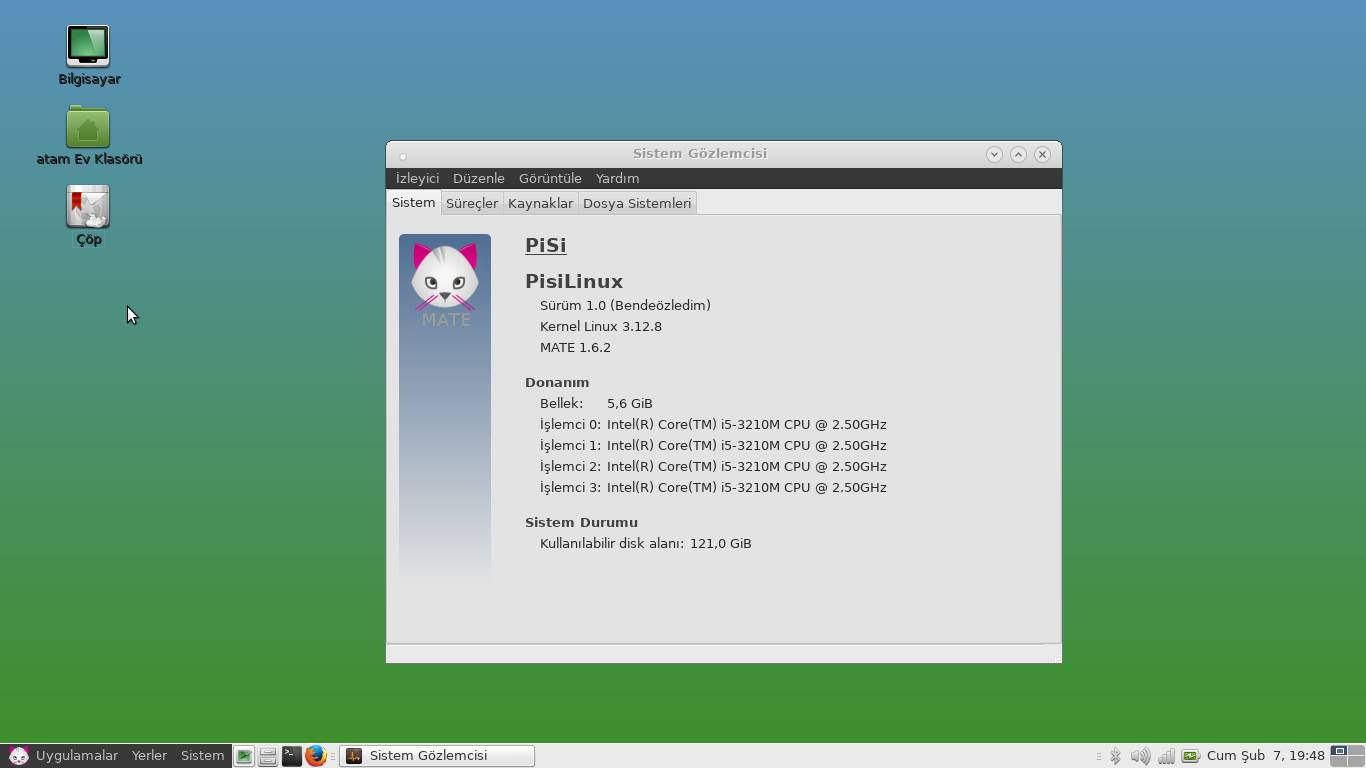 Bilgisayar
atam Ev Klasörü
Çöp
Sistem Gözlemcisi
İzleyici Düzenle Görüntüle Yardım
Sistem Süreçler Kaynaklar Dosya Sistemleri
MATE
PiSi
PisiLinux
Sürüm 1.0 (Bendeözledim)
Kernel Linux 3.12.8
MATE 1.6.2
Donanım
Bellek: 5,6 GiB
İşlemci 0: Intel(R) Core(TM) i5-3210M CPU @ 2.50GHz
İşlemci 1: Intel(R) Core(TM) i5-3210M CPU @ 2.50GHz
İşlemci 2: Intel(R) Core(TM) i5-3210M CPU @ 2.50GHz
İşlemci 3: Intel(R) Core(TM) i5-3210M CPU @ 2.50GHz
Sistem Durumu
Kullanılabilir disk alanı: 121,0 GiB
Uygulamalar Yerler Sistem Sistem Gözlemcisi Cum Şub 7, 19:48